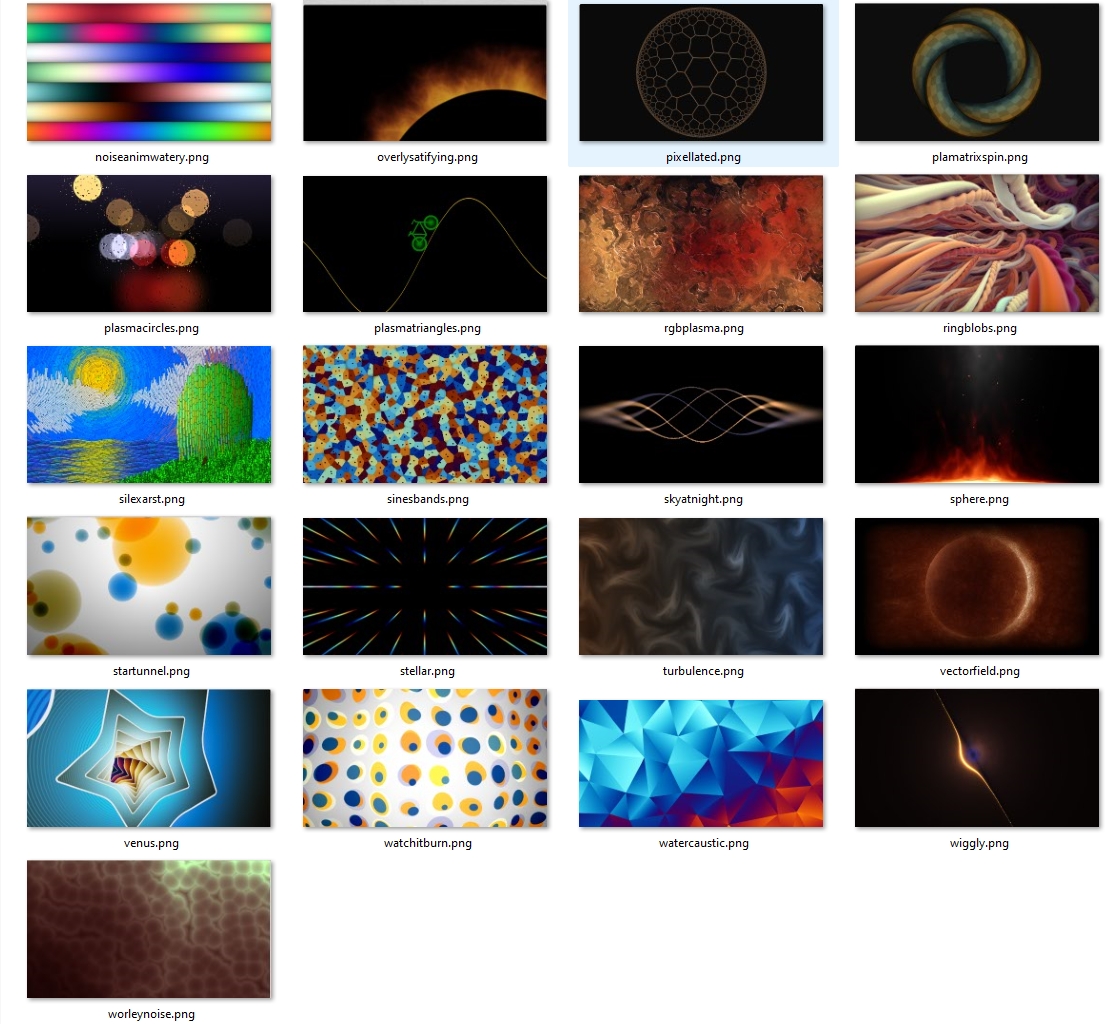 noiseanimwatery.png
overlysatifying.png
pixellated.png
plamatrixspin.png
plasmacircles.png
plasmatriangles.png
rgbplasma.png
ringblobs.png
silexarst.png
sinesbands.png
skyatnight.png
sphere.png
startunnel.png
stellar.png
turbulence.png
vectorfield.png
venus.png
watchitburn.png
watercaustic.png
wiggly.png
worleynoise.png